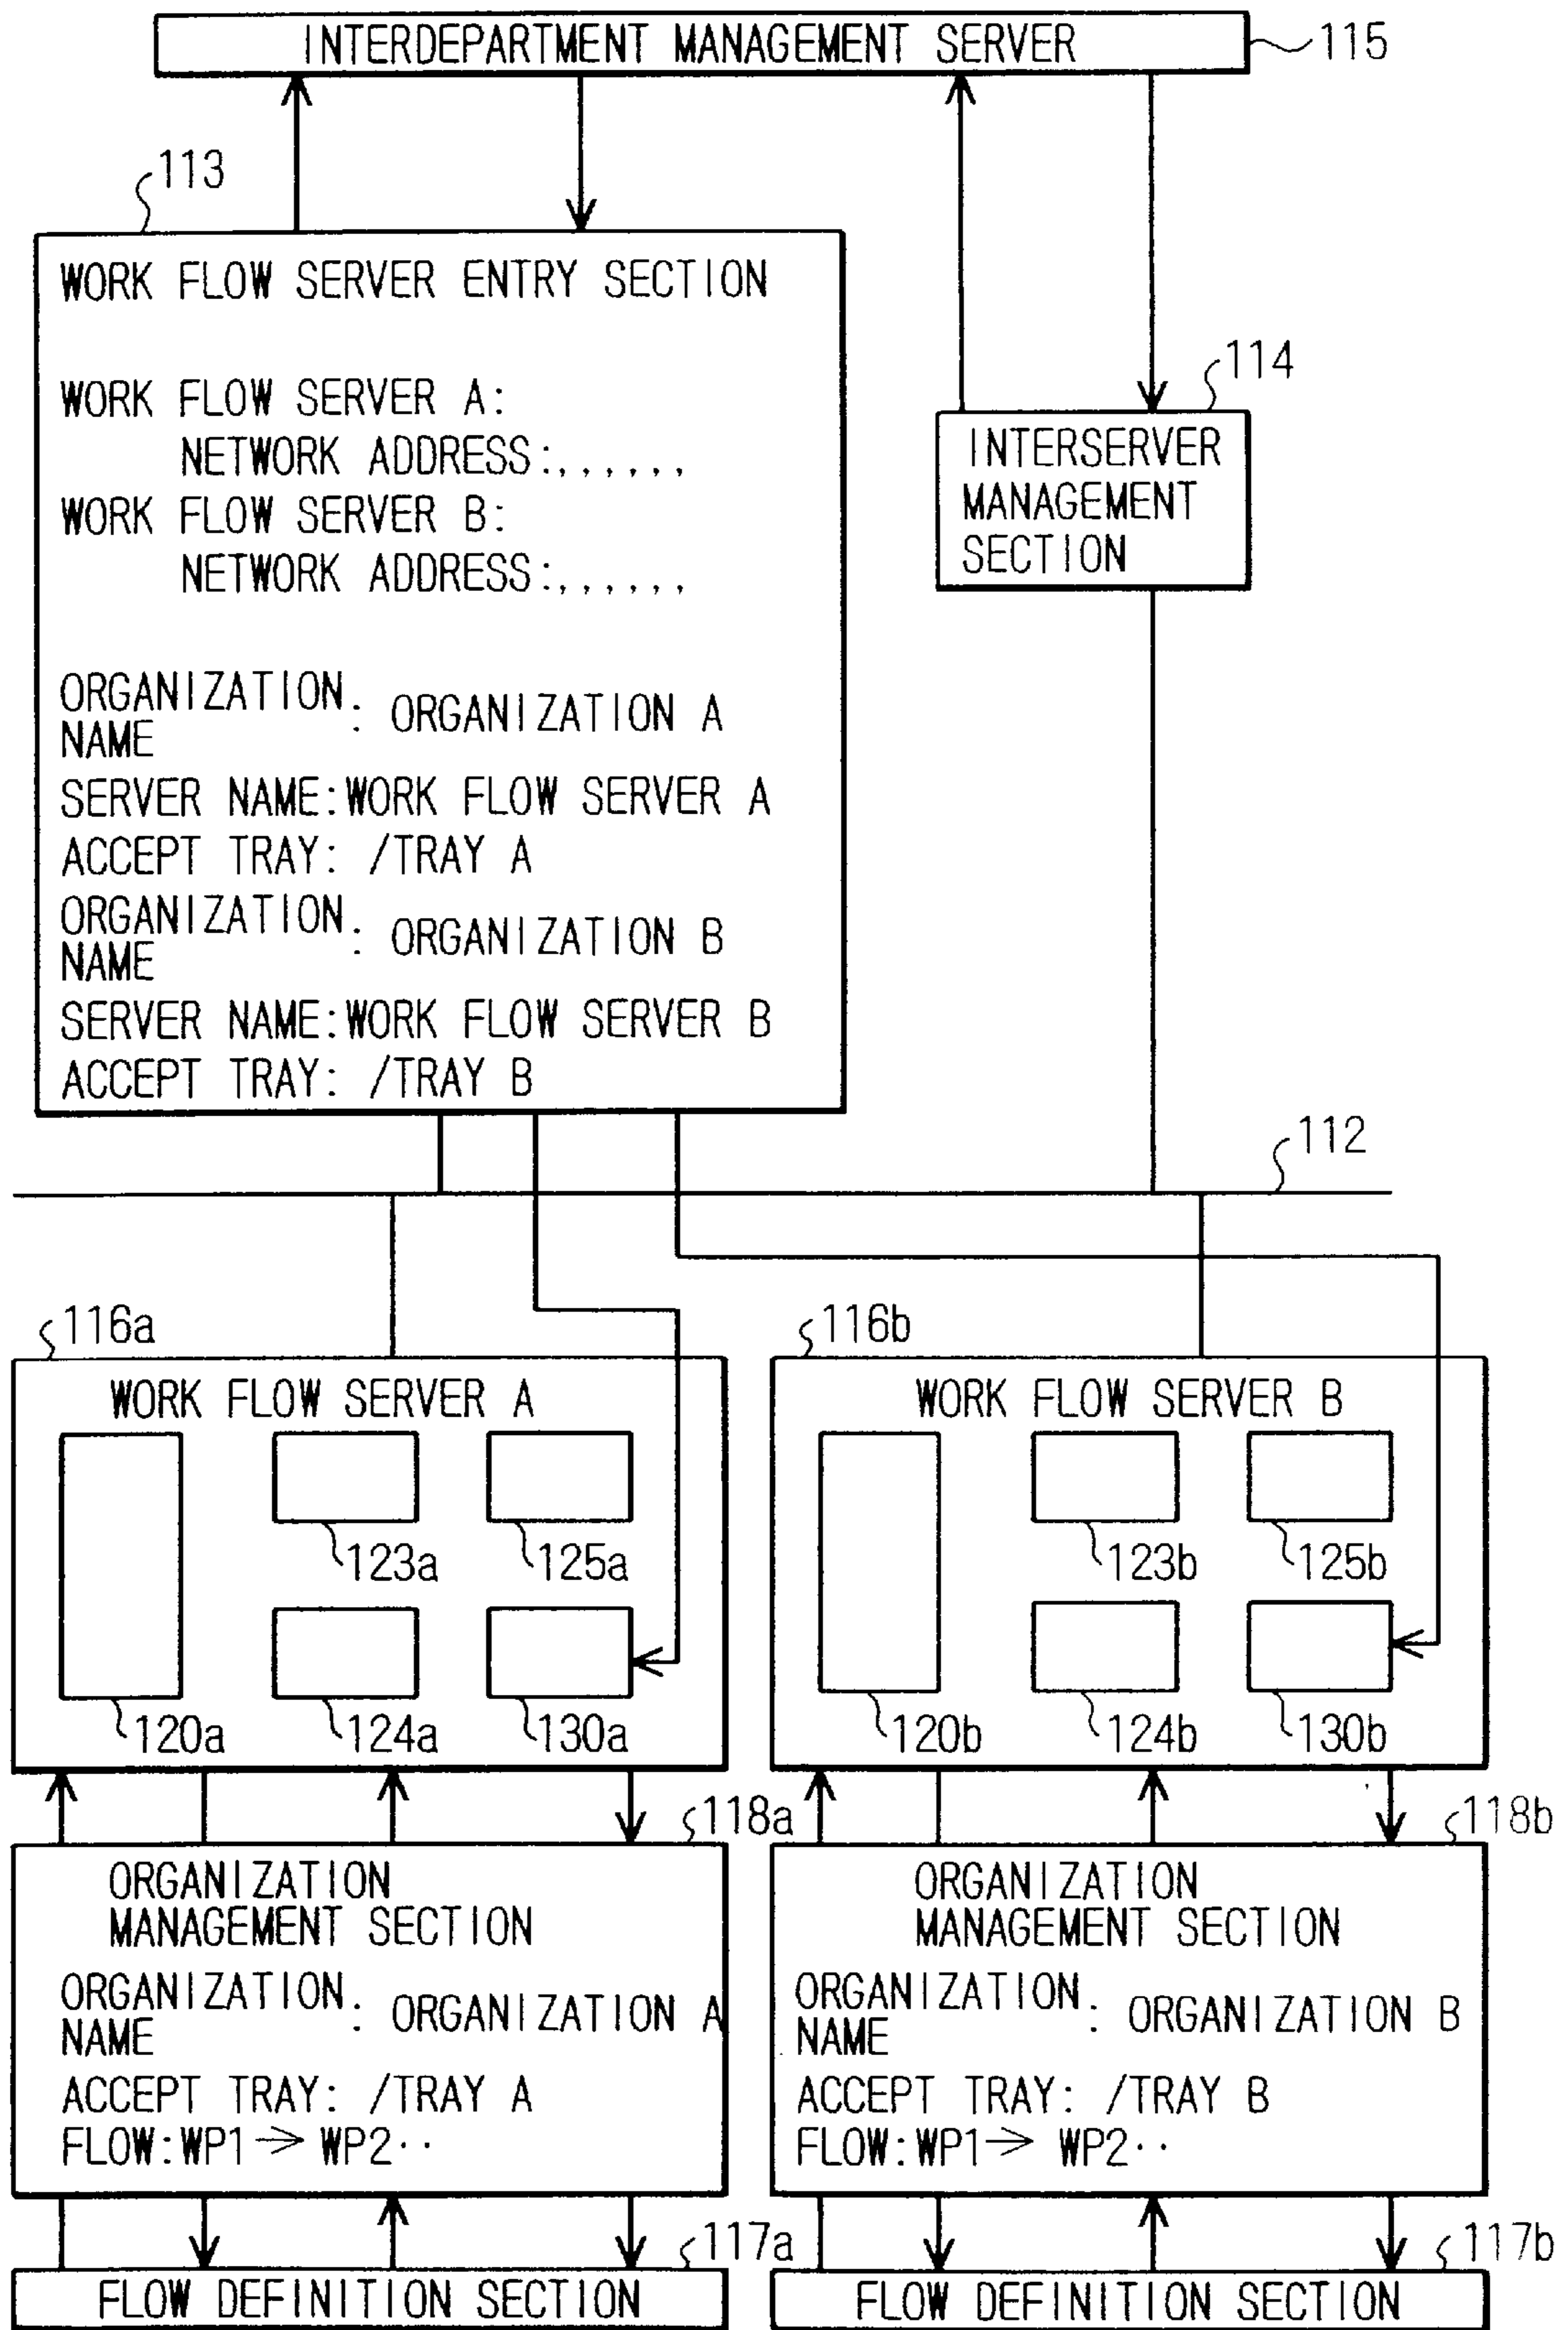 INTERDEPARTMENT MANAGEMENT SERVER
115
113
WORK FLOW SERVER ENTRY SECTION
WORK FLOW SERVER A:
NETWORK ADDRESS:,,,,,,
WORK FLOW SERVER B:
NETWORK ADDRESS:,,,,,,
ORGANIZATION NAME: ORGANIZATION A
SERVER NAME:WORK FLOW SERVER A
ACCEPT TRAY: /TRAY A
ORGANIZATION NAME: ORGANIZATION B
SERVER NAME:WORK FLOW SERVER B
ACCEPT TRAY: /TRAY B
114
INTERSERVER
MANAGEMENT
SECTION
112
116a
WORK FLOW SERVER A
123a
125a
120a
124a
130a
116b
WORK FLOW SERVER B
123b
125b
120b
124b
130b
118a
ORGANIZATION
MANAGEMENT SECTION
ORGANIZATION NAME: ORGANIZATION A
ACCEPT TRAY: /TRAY A
FLOW:WP1→ WP2··
118b
ORGANIZATION
MANAGEMENT SECTION
ORGANIZATION NAME: ORGANIZATION B
ACCEPT TRAY: /TRAY B
FLOW:WP1→ WP2··
117a
FLOW DEFINITION SECTION
117b
FLOW DEFINITION SECTION